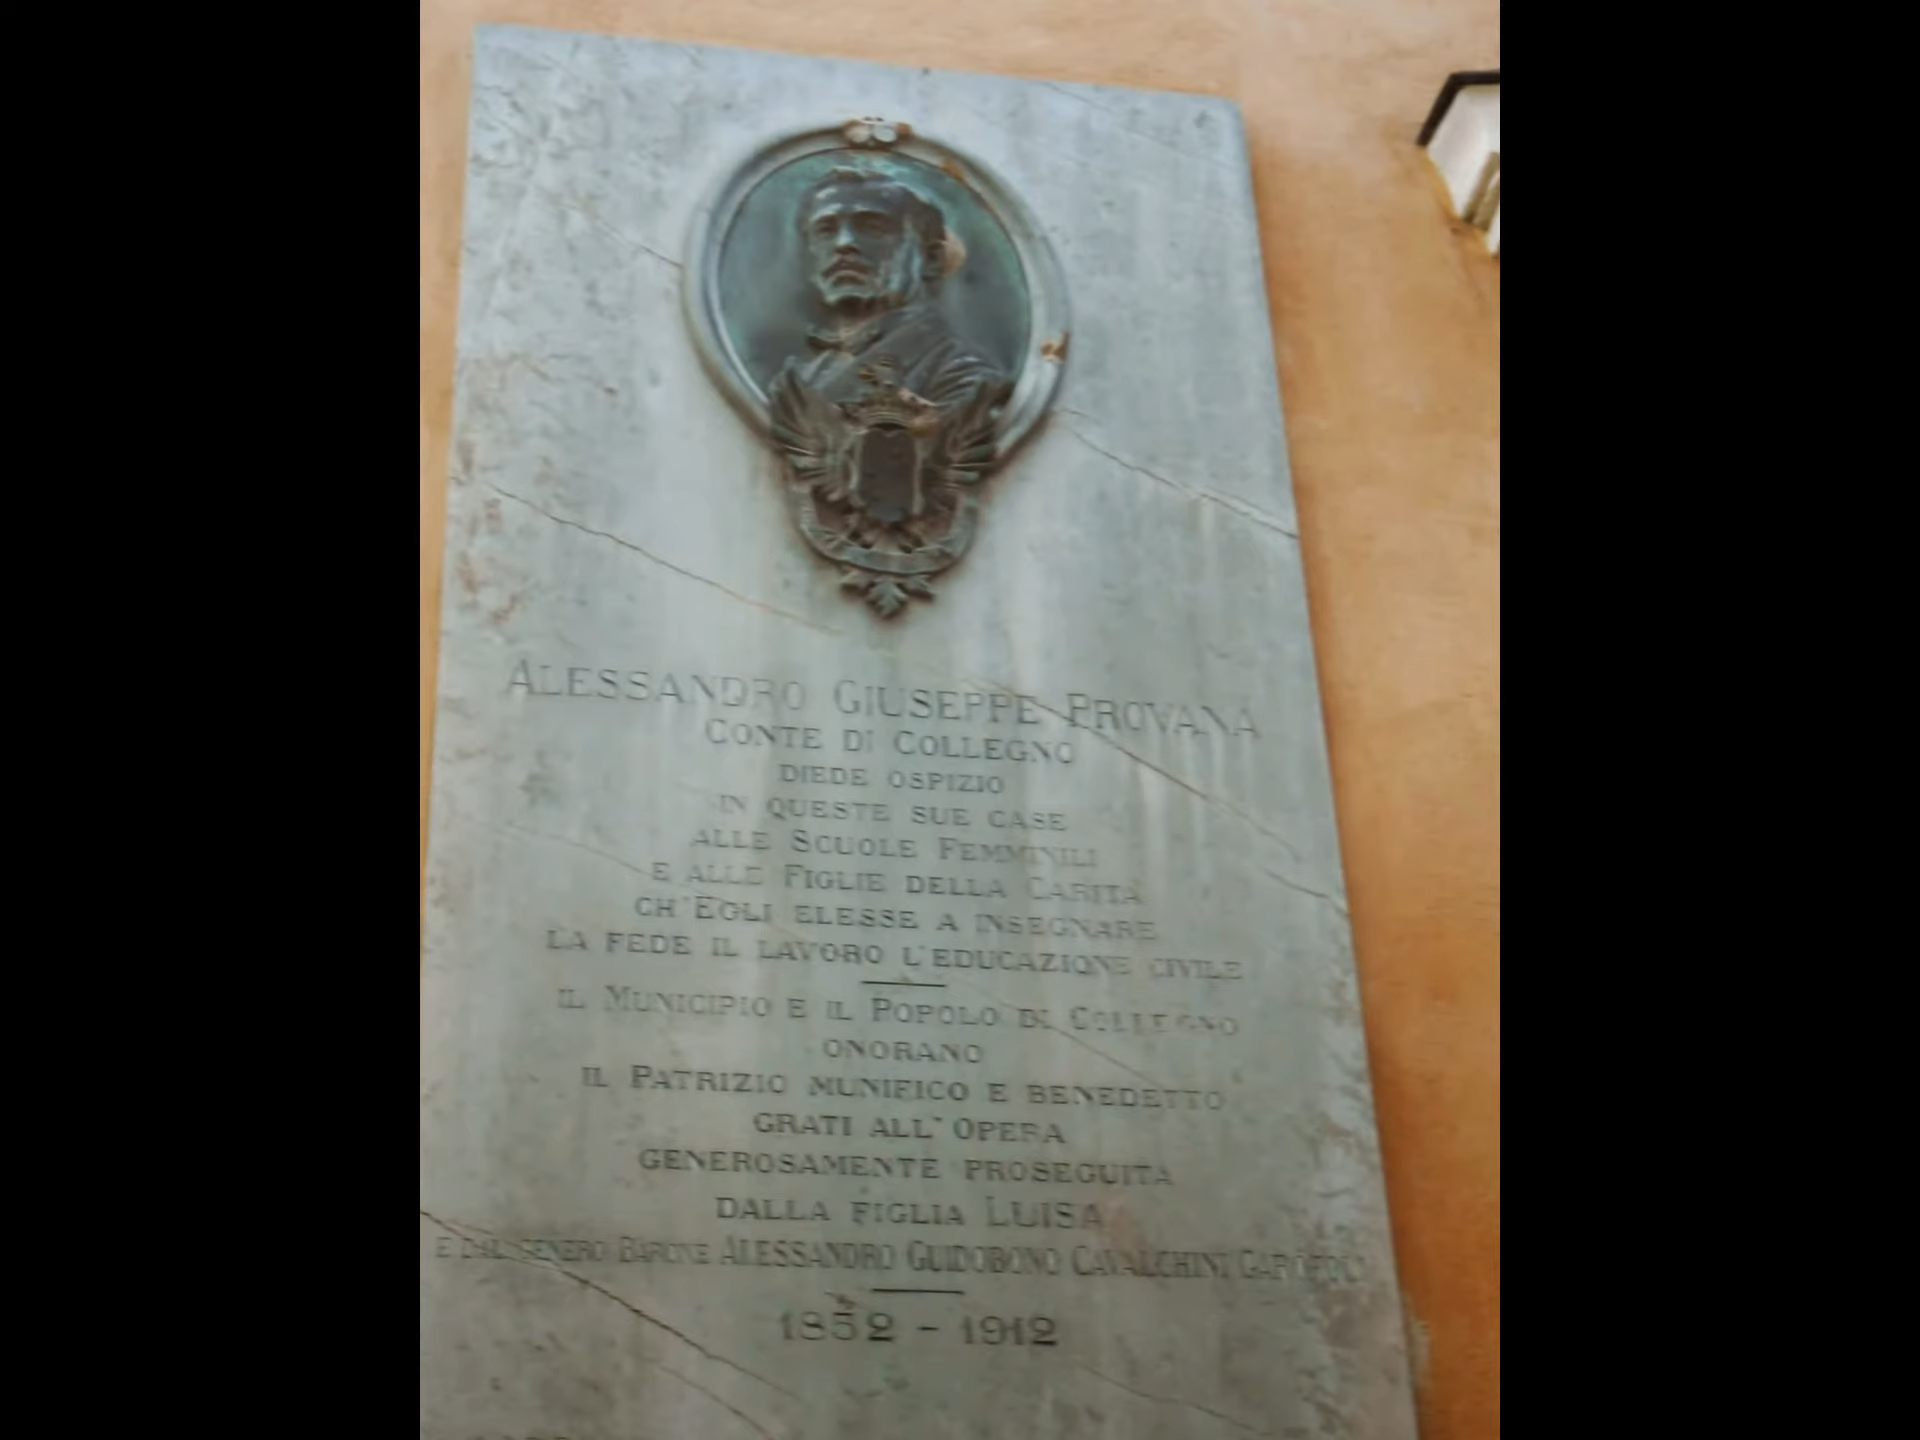 ALESSANDRO GIUSEPPE PROVANA
CONTE DI COLLEGNO
DIEDE OSPIZIO
IN QUESTE SUE CASE
ALLE SCUOLE FEMMINILI
E ALLE FIGLIE DELLA CARITÀ
CH'EGLI ELESSE A INSEGNARE
LA FEDE IL LAVORO L'EDUCAZIONE CIVILE
IL MUNICIPIO E IL POPOLO DI COLLEGNO
ONORANO
IL PATRIZIO MUNIFICO E BENEDETTO
GRATI ALL'OPERA
GENEROSAMENTE PROSEGUITA
DALLA FIGLIA LUISA
E DAL GENERO BARONE ALESSANDRO GUIDOBONO CAVALCHINI
1852 - 1912